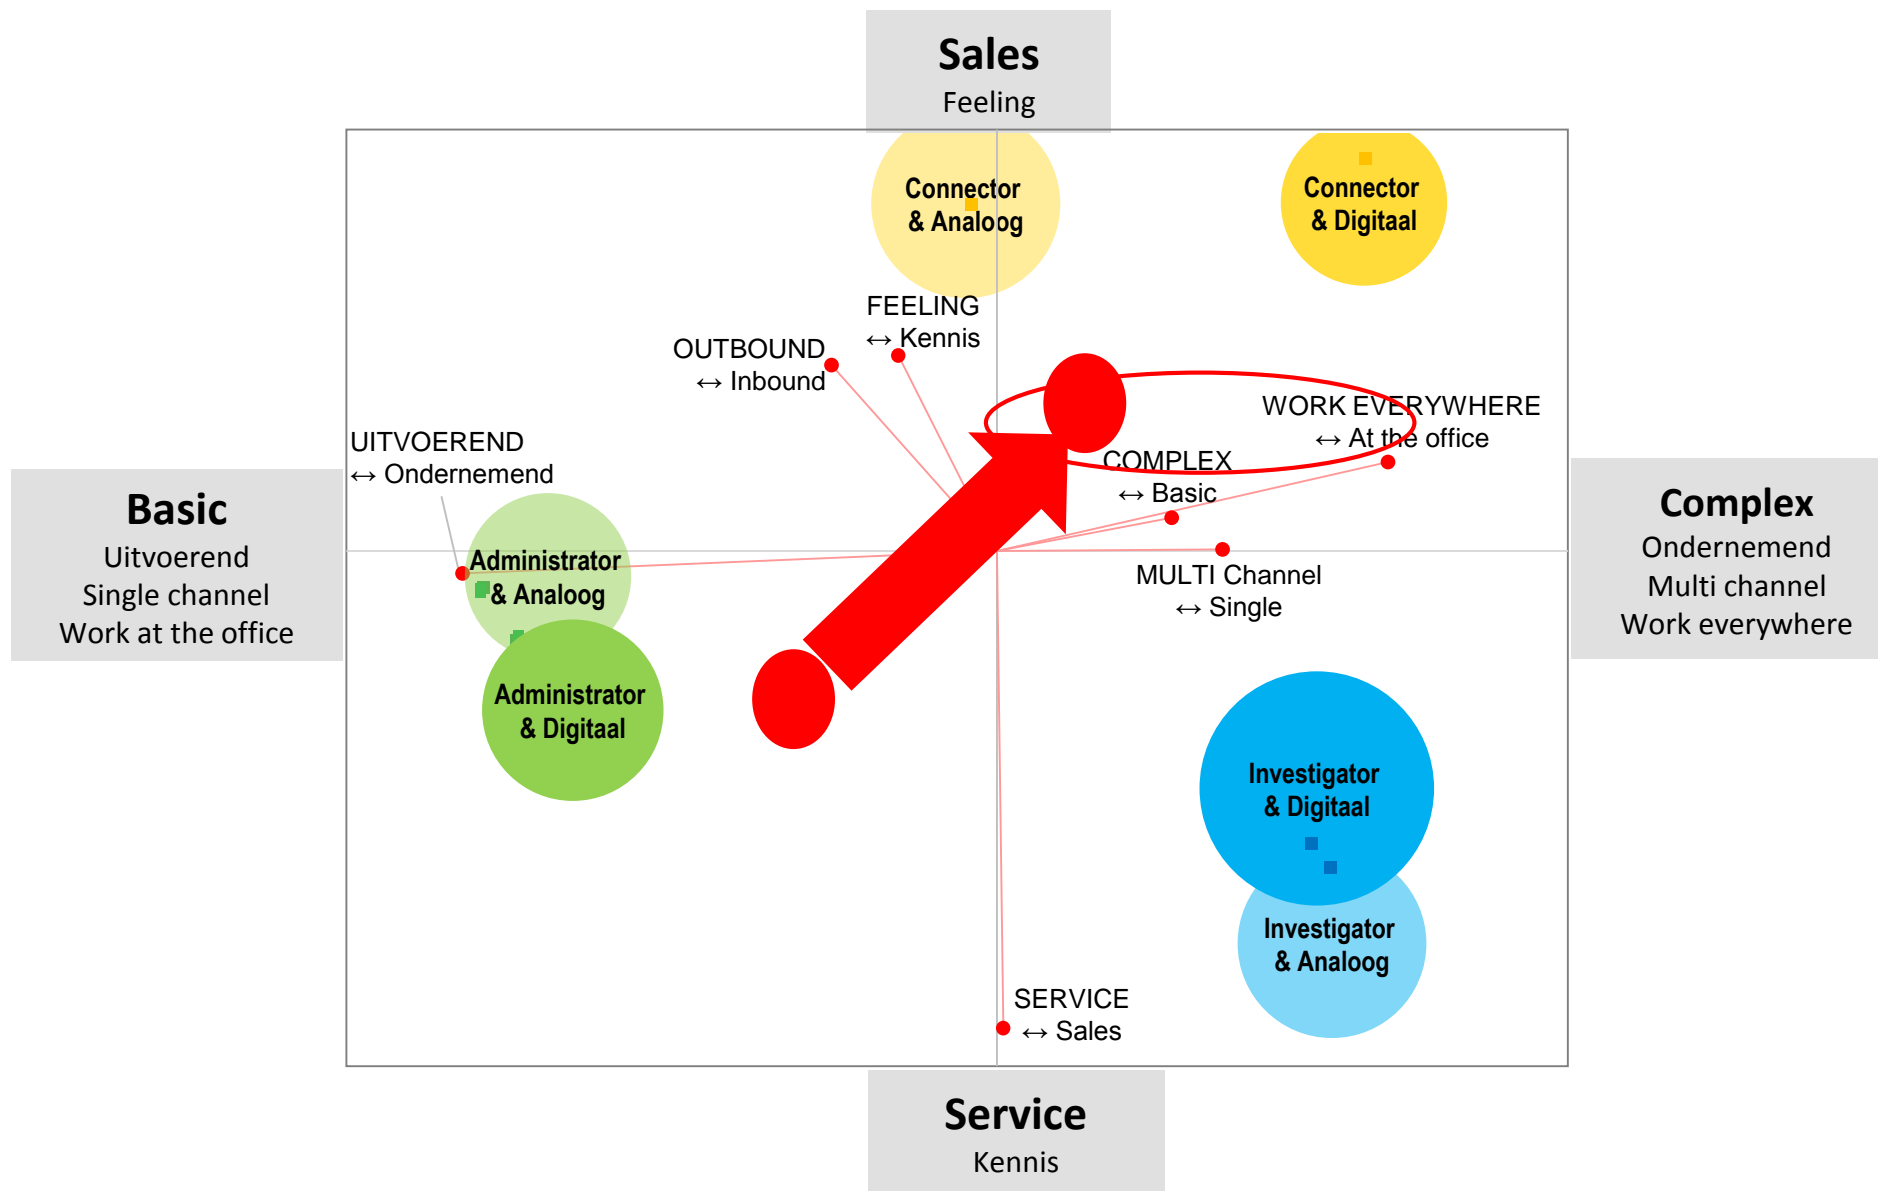 Sales
Feeling
Connector
& Analoog
Connector
& Digitaal
FEELING
↔ Kennis
OUTBOUND
↔ Inbound
WORK EVERYWHERE
↔ At the office
UITVOEREND
↔ Ondernemend
COMPLEX
↔ Basic
Basic
Uitvoerend
Single channel
Work at the office
Complex
Ondernemend
Multi channel
Work everywhere
Administrator
& Analoog
MULTI Channel
↔ Single
Administrator
& Digitaal
Investigator
& Digitaal
Investigator
& Analoog
SERVICE
↔ Sales
Service
Kennis